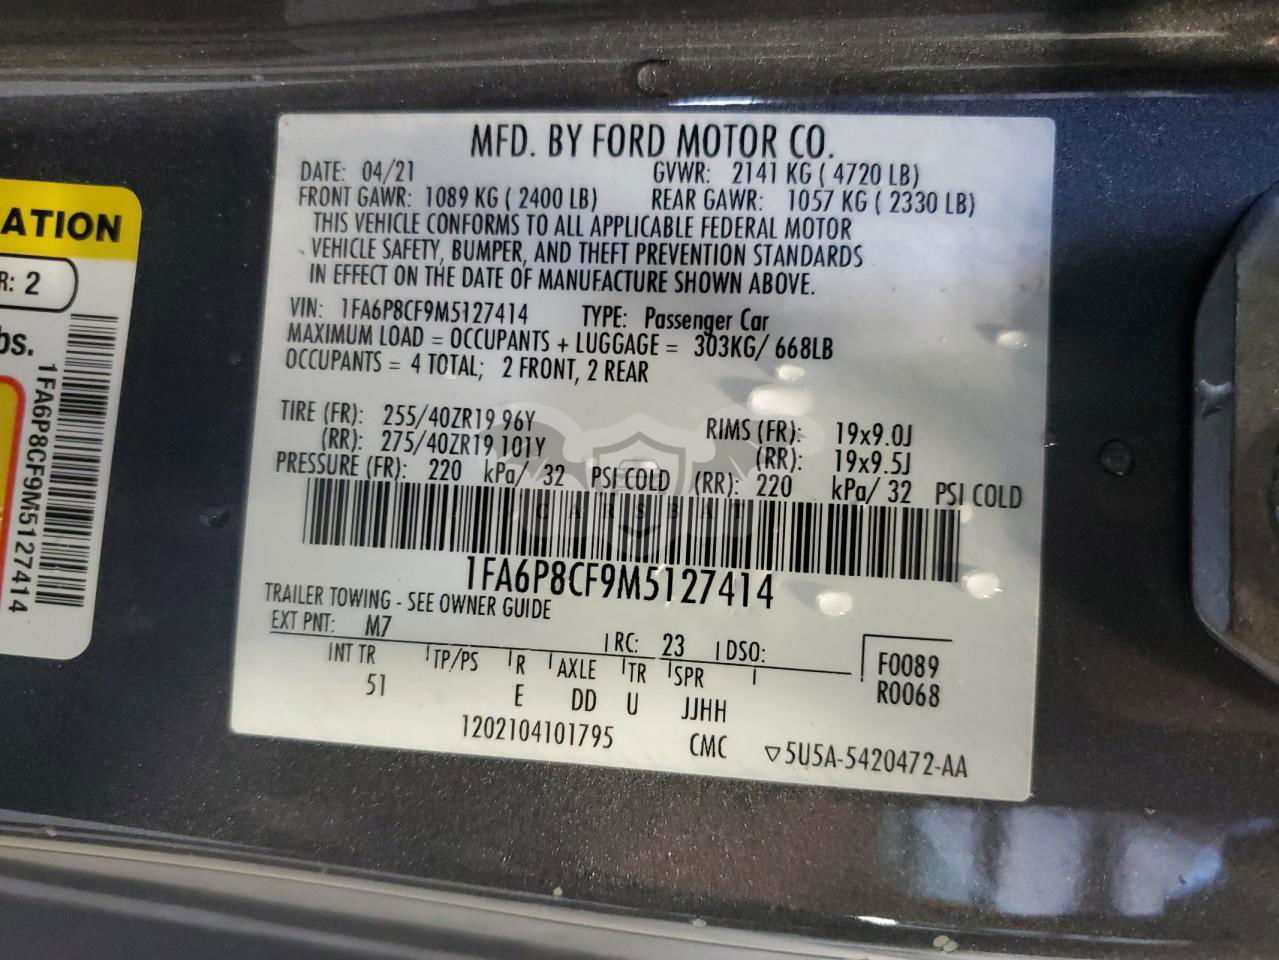 MFD. BY FORD MOTOR CO.
DATE: 04/21 GVWR: 2141 KG ( 4720 LB)
FRONT GAWR: 1089 KG ( 2400 LB) REAR GAWR: 1057 KG ( 2330 LB)
THIS VEHICLE CONFORMS TO ALL APPLICABLE FEDERAL MOTOR
VEHICLE SAFETY, BUMPER, AND THEFT PREVENTION STANDARDS
IN EFFECT ON THE DATE OF MANUFACTURE SHOWN ABOVE.
VIN: 1FA6P8CF9M5127414 TYPE: Passenger Car
MAXIMUM LOAD = OCCUPANTS + LUGGAGE = 303KG/ 668LB
OCCUPANTS = 4 TOTAL; 2 FRONT, 2 REAR
TIRE (FR): 255/40ZR19 96Y RIMS (FR): 19x9.0J
(RR): 275/40ZR19 101Y (RR): 19x9.5J
PRESSURE (FR): 220 kPa/ 32 PSI COLD (RR): 220 kPa/ 32 PSI COLD
CARSBAT
1FA6P8CF9M5127414
TRAILER TOWING - SEE OWNER GUIDE
EXT PNT: M7 RC: 23 DSO:
INT TR TP/PS R AXLE TR SPR F0089
51 E DD U JJHH R0068
1202104101795 CMC ▽5U5A-5420472-AA
ATION
R: 2
bs.
1FA6P8CF9M5127414